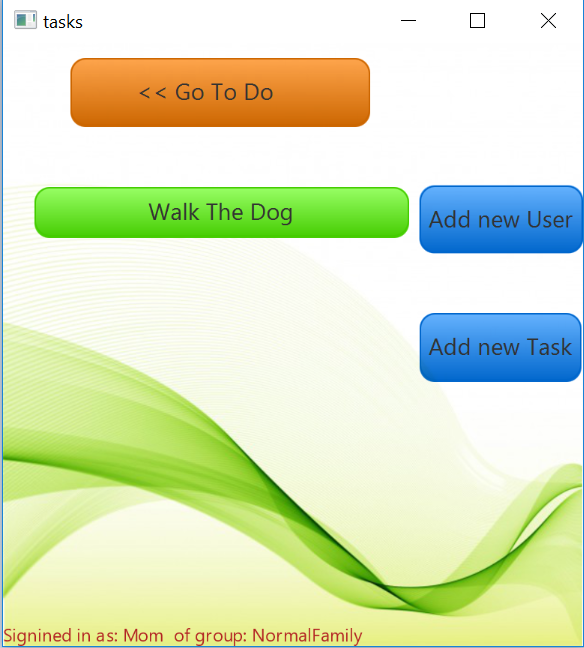 tasks
<< Go To Do
Walk The Dog
Add new User
Add new Task
Signined in as: Mom  of group: NormalFamily